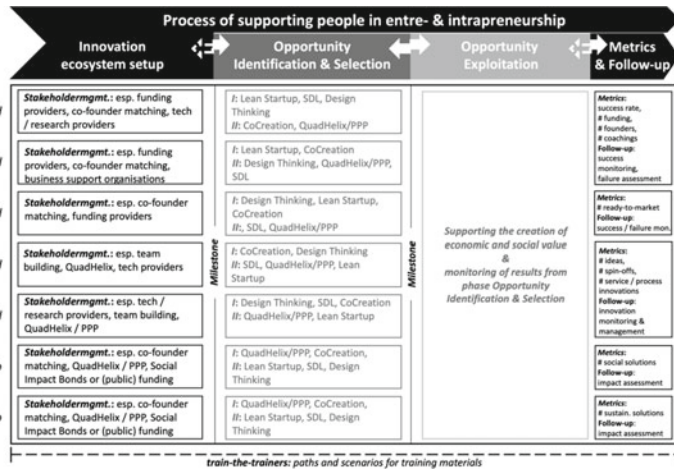 Process of supporting people in entre- & intrapreneurship
Innovation
ecosystem setup
Opportunity
Identification & Selection
Opportunity
Exploitation
Metrics
& Follow-up
Stakeholdermgmt.: esp. funding
providers, co-founder matching, tech
/ research providers
I: Lean Startup, SDL, Design
Thinking
II: CoCreation, QuadHelix/PPP
Metrics:
success rate,
# funding,
# founders,
# coachings
Follow-up:
success
monitoring,
failure assessment
Stakeholdermgmt.: esp. funding
providers, co-founder matching,
business support organisations
I: Lean Startup, CoCreation
II: Design Thinking, QuadHelix/PPP,
SDL
Stakeholdermgmt.: esp. co-founder
matching, funding providers
I: Design Thinking, Lean Startup,
CoCreation
II:, SDL, QuadHelix/PPP
Metrics:
# ready-to-market
Follow-up:
success / failure mon.
Stakeholdermgmt.: esp. team
building, QuadHelix, tech providers
Milestone
I: CoCreation, Design Thinking
II: SDL, QuadHelix/PPP, Lean
Startup
Milestone
Supporting the creation of
economic and social value
&
monitoring of results from
phase Opportunity
Identification & Selection
Metrics:
# ideas,
# spin-offs,
# service / process
innovations
Follow-up:
innovation
monitoring &
management
Stakeholdermgmt.: esp. tech /
research providers, team building,
QuadHelix / PPP
I: Design Thinking, SDL, CoCreation
II: QuadHelix/PPP, Lean Startup
Stakeholdermgmt.: esp. co-founder
matching, QuadHelix / PPP, Social
Impact Bonds or (public) funding
I: QuadHelix/PPP, CoCreation,
II: Lean Startup, SDL, Design
Thinking
Metrics:
# social solutions
Follow-up:
impact assessment
Stakeholdermgmt.: esp. co-founder
matching, QuadHelix / PPP, Social
Impact Bonds or (public) funding
I: QuadHelix/PPP, CoCreation,
II: Lean Startup, SDL, Design
Thinking
Metrics:
# sustain. solutions
Follow-up:
impact assessment
train-the-trainers: paths and scenarios for training materials